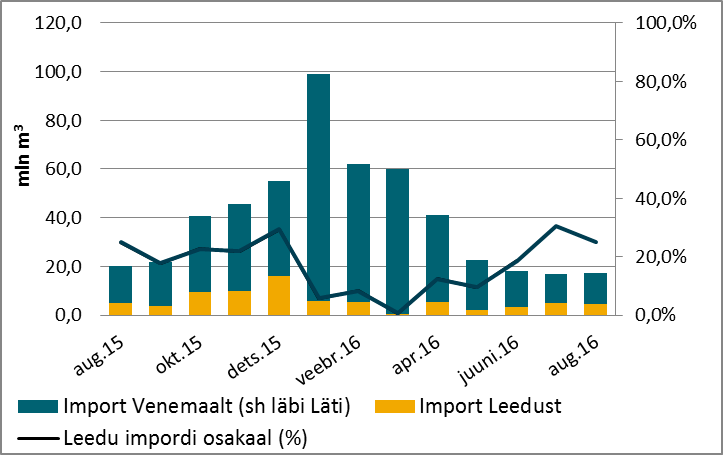 120,0
100,0
80,0
60,0
40,0
20,0
0,0
mln m³
100,0%
80,0%
60,0%
40,0%
20,0%
0,0%
aug.15
okt.15
dets.15
veebr.16
apr.16
juuni.16
aug.16
Import Venemaalt (sh läbi Läti)
Import Leedust
Leedu impordi osakaal (%)